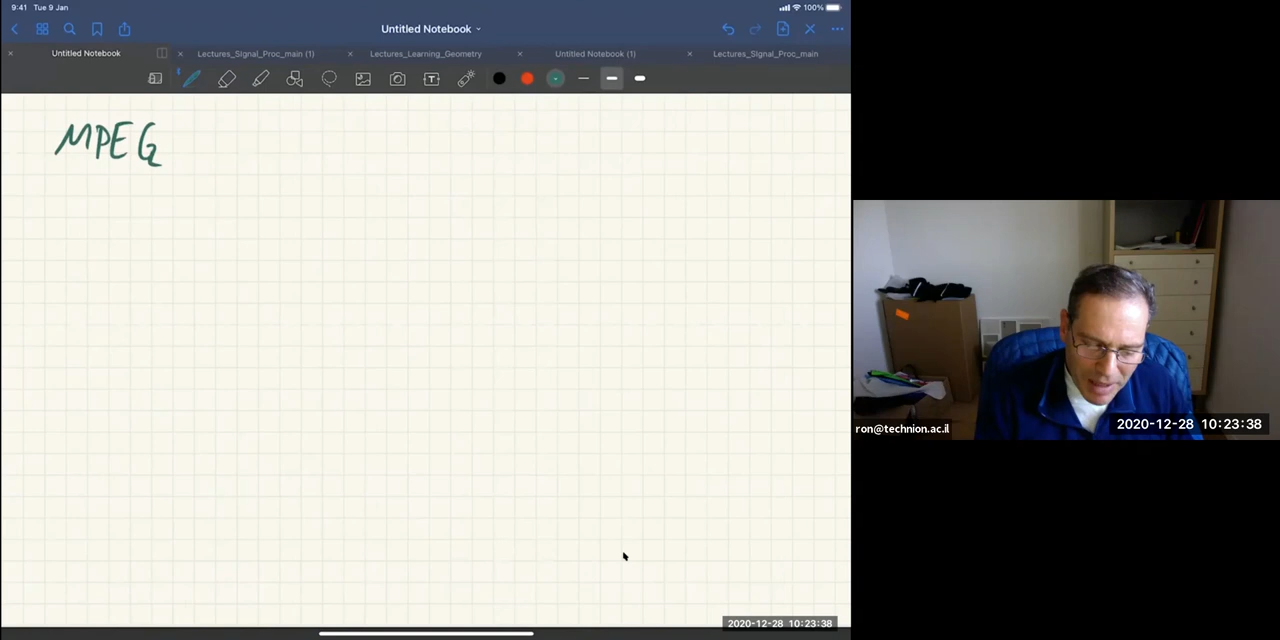 9:41 Tue 9 Jan
100%
Untitled Notebook
Untitled Notebook
Lectures_Signal_Proc_main (1)
Lectures_Learning_Geometry
Untitled Notebook (1)
Lectures_SIgnal_Proc_main
T
MPEG
ron@technion.ac.il
2020-12-28 10:23:38
2020-12-28 10:23:38